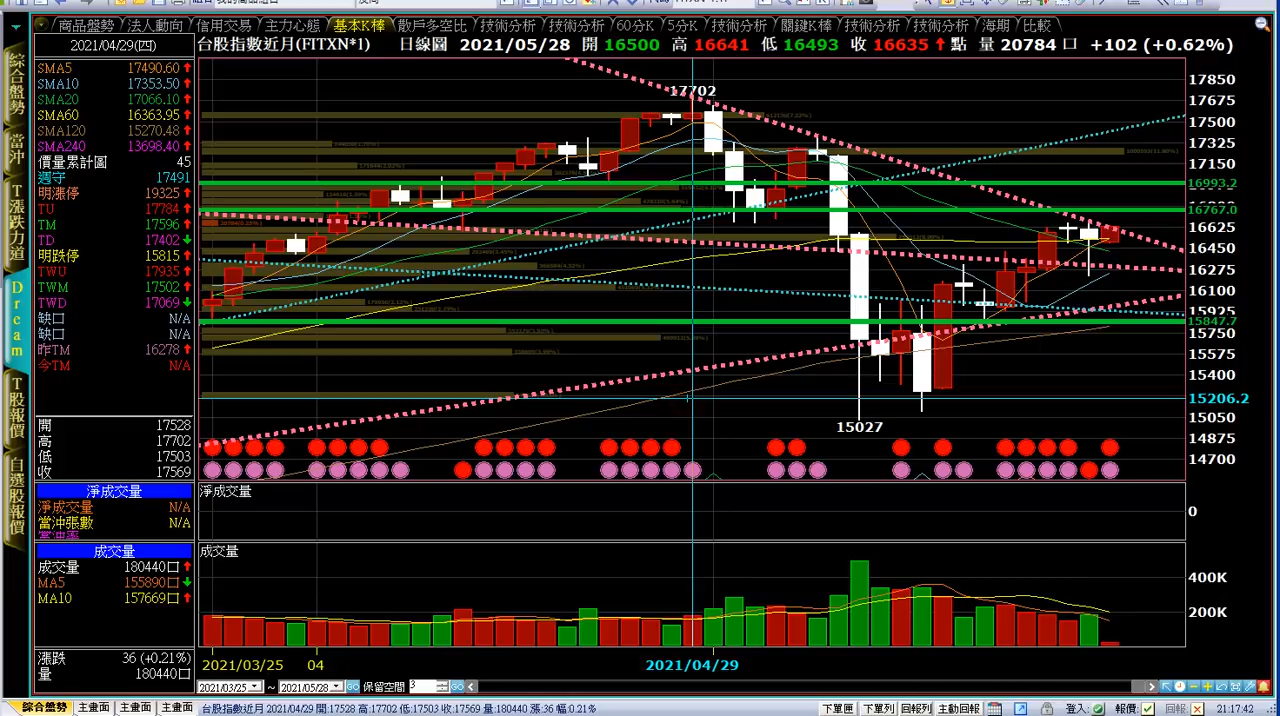 商品盤勢 法人動向 信用交易 主力心態 基本K棒 散戶多空比 技術分析 技術分析 60分K 5分K 技術分析 關鍵K棒 技術分析 技術分析 海期 比較
2021/04/29(四)
台股指數近月(FITXN*1) 日線圖 2021/05/28 開 16500 高 16641 低 16493 收 16635 ↑ 點 量 20784 口 +102 (+0.62%)
綜合盤勢
當沖
T漲跌力道
Dream
T股報價
自選股報價
SMA5 17490.60 ↑
SMA10 17353.50 ↑
SMA20 17066.10 ↑
SMA60 16363.95 ↑
SMA120 15270.48 ↑
SMA240 13698.40 ↑
價量累計圖 45
週守 17491
明漲停 19325 ↑
TU 17784 ↑
TM 17596 ↑
TD 17402 ↓
明跌停 15815 ↑
TWU 17935 ↑
TWM 17502 ↑
TWD 17069 ↓
缺口 N/A
缺口 N/A
昨TM 16278 ↑
今TM N/A
開 17528
高 17702
低 17503
收 17569
淨成交量
淨成交量 N/A
當沖張數 N/A
當沖率
成交量
成交量 180440口 ↑
MA5 155890口 ↓
MA10 157669口 ↑
漲跌 36 (+0.21%)
量 180440口
17702
15027
17850
17675
17500
17325
17150
16993.2
16767.0
16625
16450
16275
16100
15925
15847.7
15750
15575
15400
15206.2
15050
14875
14700
淨成交量
0
成交量
400K
200K
2021/03/25 04 2021/04/29
2021/03/25 ~ 2021/05/28 GO 保留空間 3 GO
綜合盤勢 主畫面 主畫面 主畫面 台股指數近月 2021/04/29 開:17528 高:17702 低:17503 收:17569 量:180440 漲:36 幅:0.21% 下單匣 下單列 回報列 主動回報 登入: 報價: 回報: 21:17:42